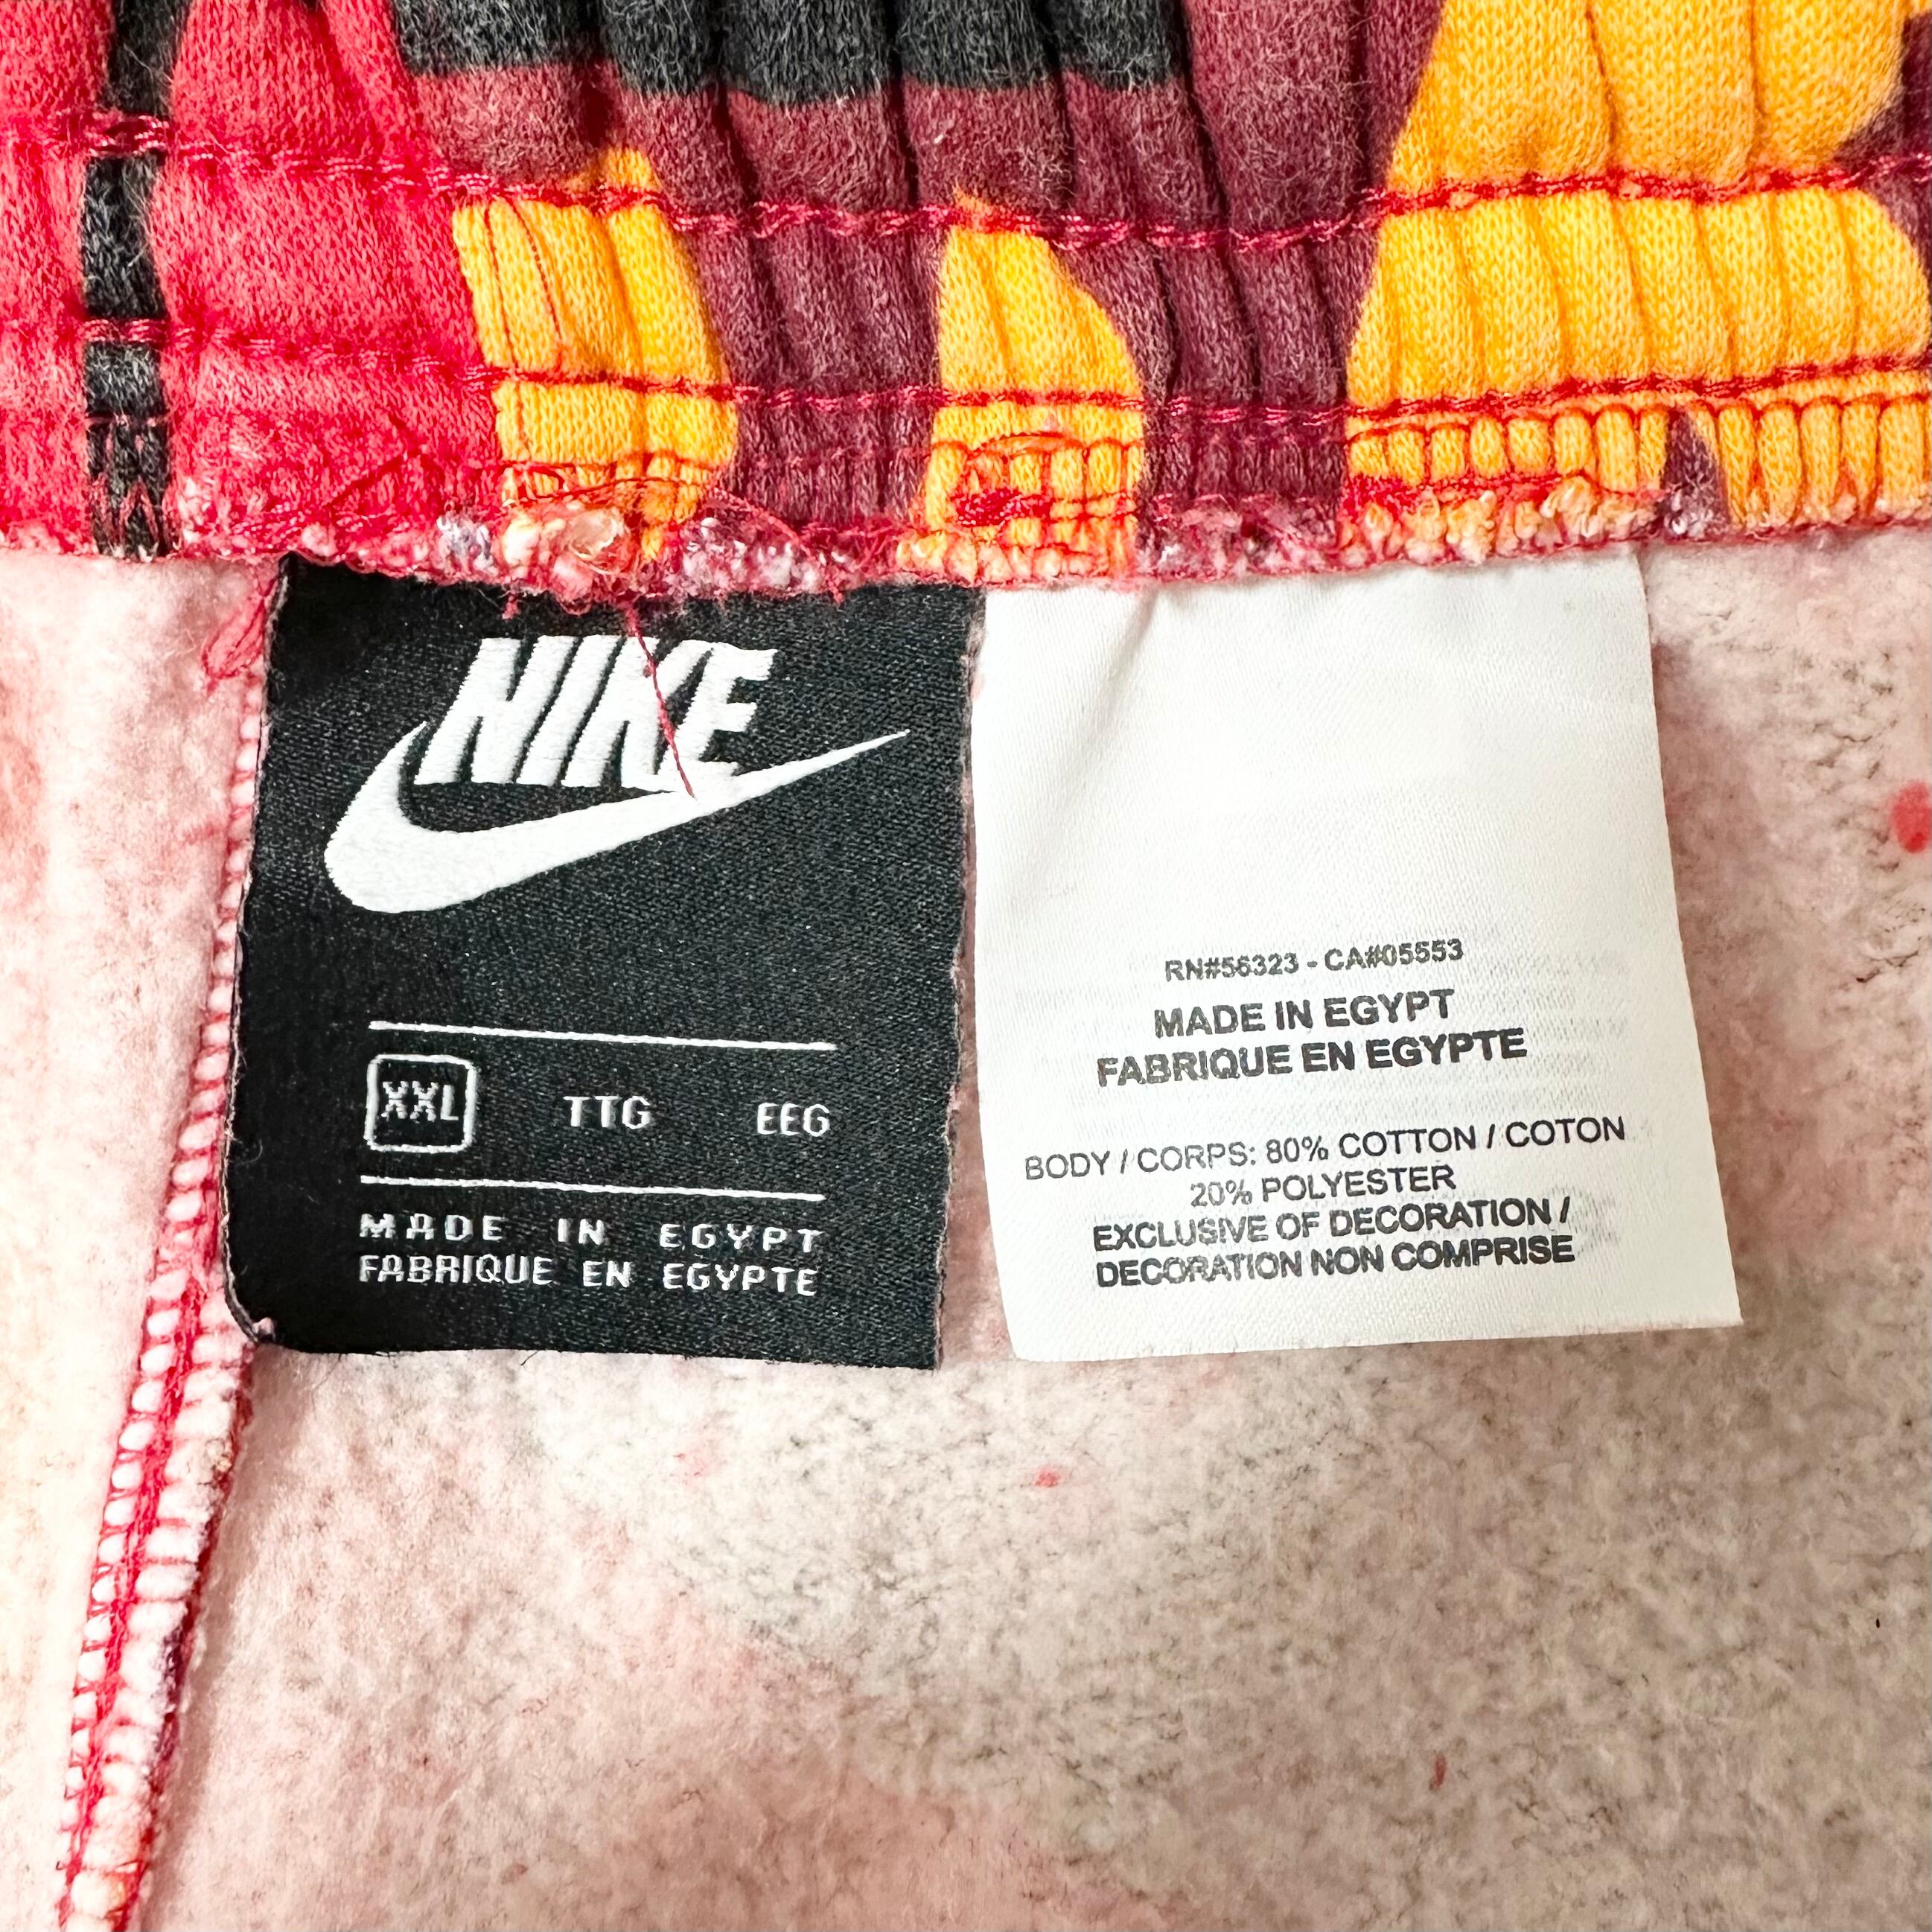 NIKE
XXL TTG EEG
MADE IN EGYPT
FABRIQUE EN EGYPTE
RN#56323 - CA#05553
MADE IN EGYPT
FABRIQUE EN EGYPTE
BODY / CORPS: 80% COTTON / COTON
20% POLYESTER
EXCLUSIVE OF DECORATION /
DECORATION NON COMPRISE